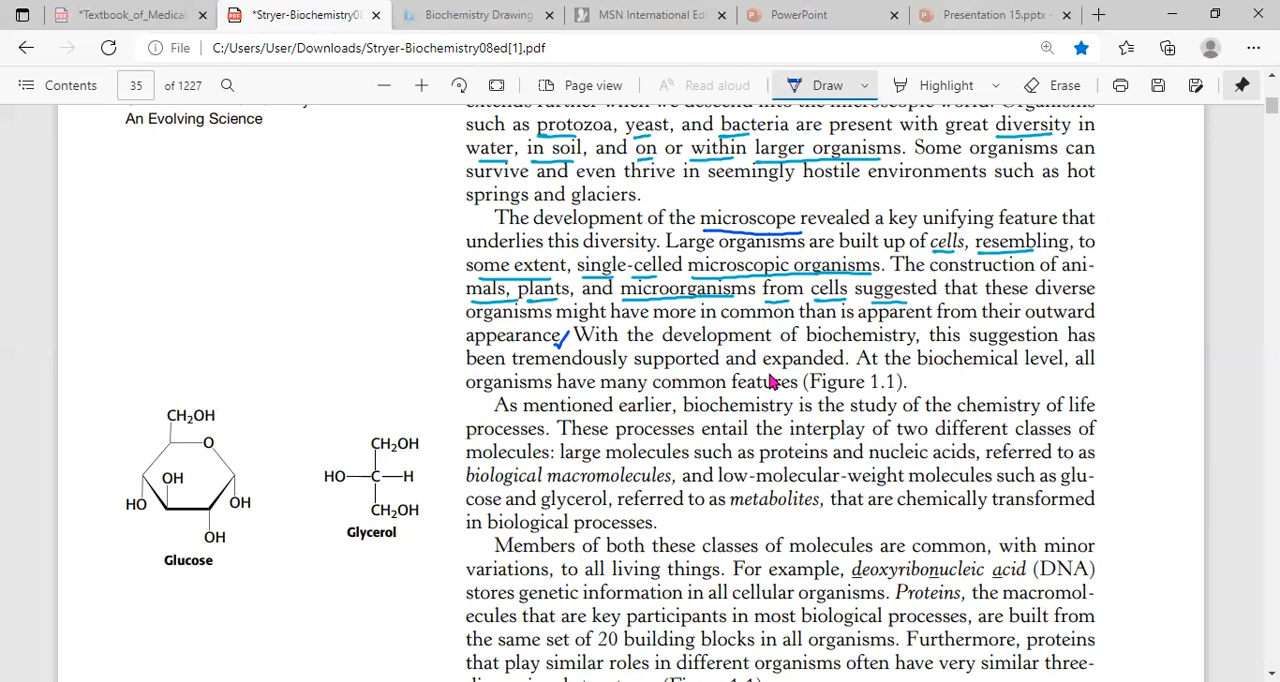 *Textbook_of_Medical
*Stryer-Biochemistry08
Biochemistry Drawing
MSN International Edi
PowerPoint
Presentation 15.pptx -
File
C:/Users/User/Downloads/Stryer-Biochemistry08ed[1].pdf
Contents
35
of 1227
Page view
Read aloud
Draw
Highlight
Erase
An Evolving Science
extends further when we descend into the microscopic world. Organisms
such as protozoa, yeast, and bacteria are present with great diversity in
water, in soil, and on or within larger organisms. Some organisms can
survive and even thrive in seemingly hostile environments such as hot
springs and glaciers.
The development of the microscope revealed a key unifying feature that
underlies this diversity. Large organisms are built up of cells, resembling, to
some extent, single-celled microscopic organisms. The construction of ani-
mals, plants, and microorganisms from cells suggested that these diverse
organisms might have more in common than is apparent from their outward
appearance. With the development of biochemistry, this suggestion has
been tremendously supported and expanded. At the biochemical level, all
organisms have many common features (Figure 1.1).
As mentioned earlier, biochemistry is the study of the chemistry of life
processes. These processes entail the interplay of two different classes of
molecules: large molecules such as proteins and nucleic acids, referred to as
biological macromolecules, and low-molecular-weight molecules such as glu-
cose and glycerol, referred to as metabolites, that are chemically transformed
in biological processes.
Members of both these classes of molecules are common, with minor
variations, to all living things. For example, deoxyribonucleic acid (DNA)
stores genetic information in all cellular organisms. Proteins, the macromol-
ecules that are key participants in most biological processes, are built from
the same set of 20 building blocks in all organisms. Furthermore, proteins
that play similar roles in different organisms often have very similar three-
CH₂OH
O
OH
HO
OH
OH
Glucose
CH₂OH
HO C H
CH₂OH
Glycerol